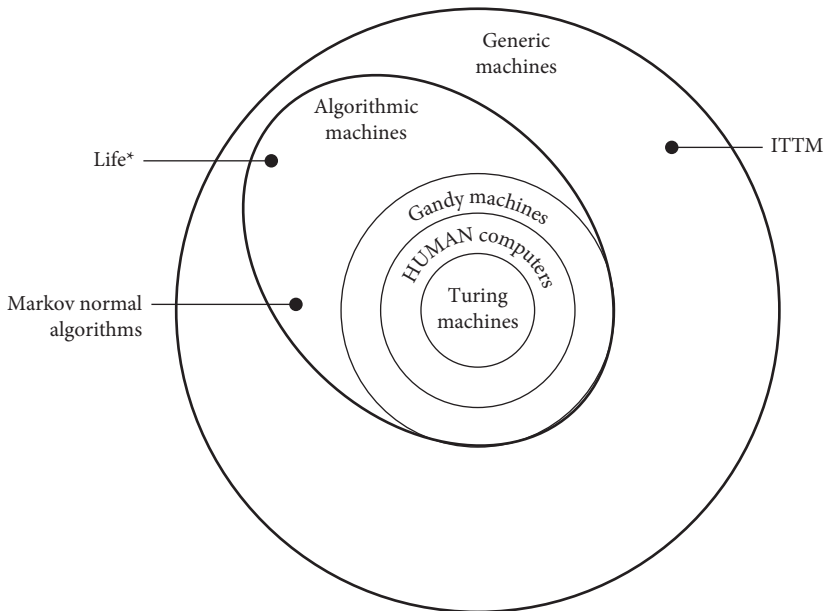 Generic
machines
Algorithmic
machines
Life*
ITTM
Gandy machines
HUMAN computers
Turing
machines
Markov normal
algorithms